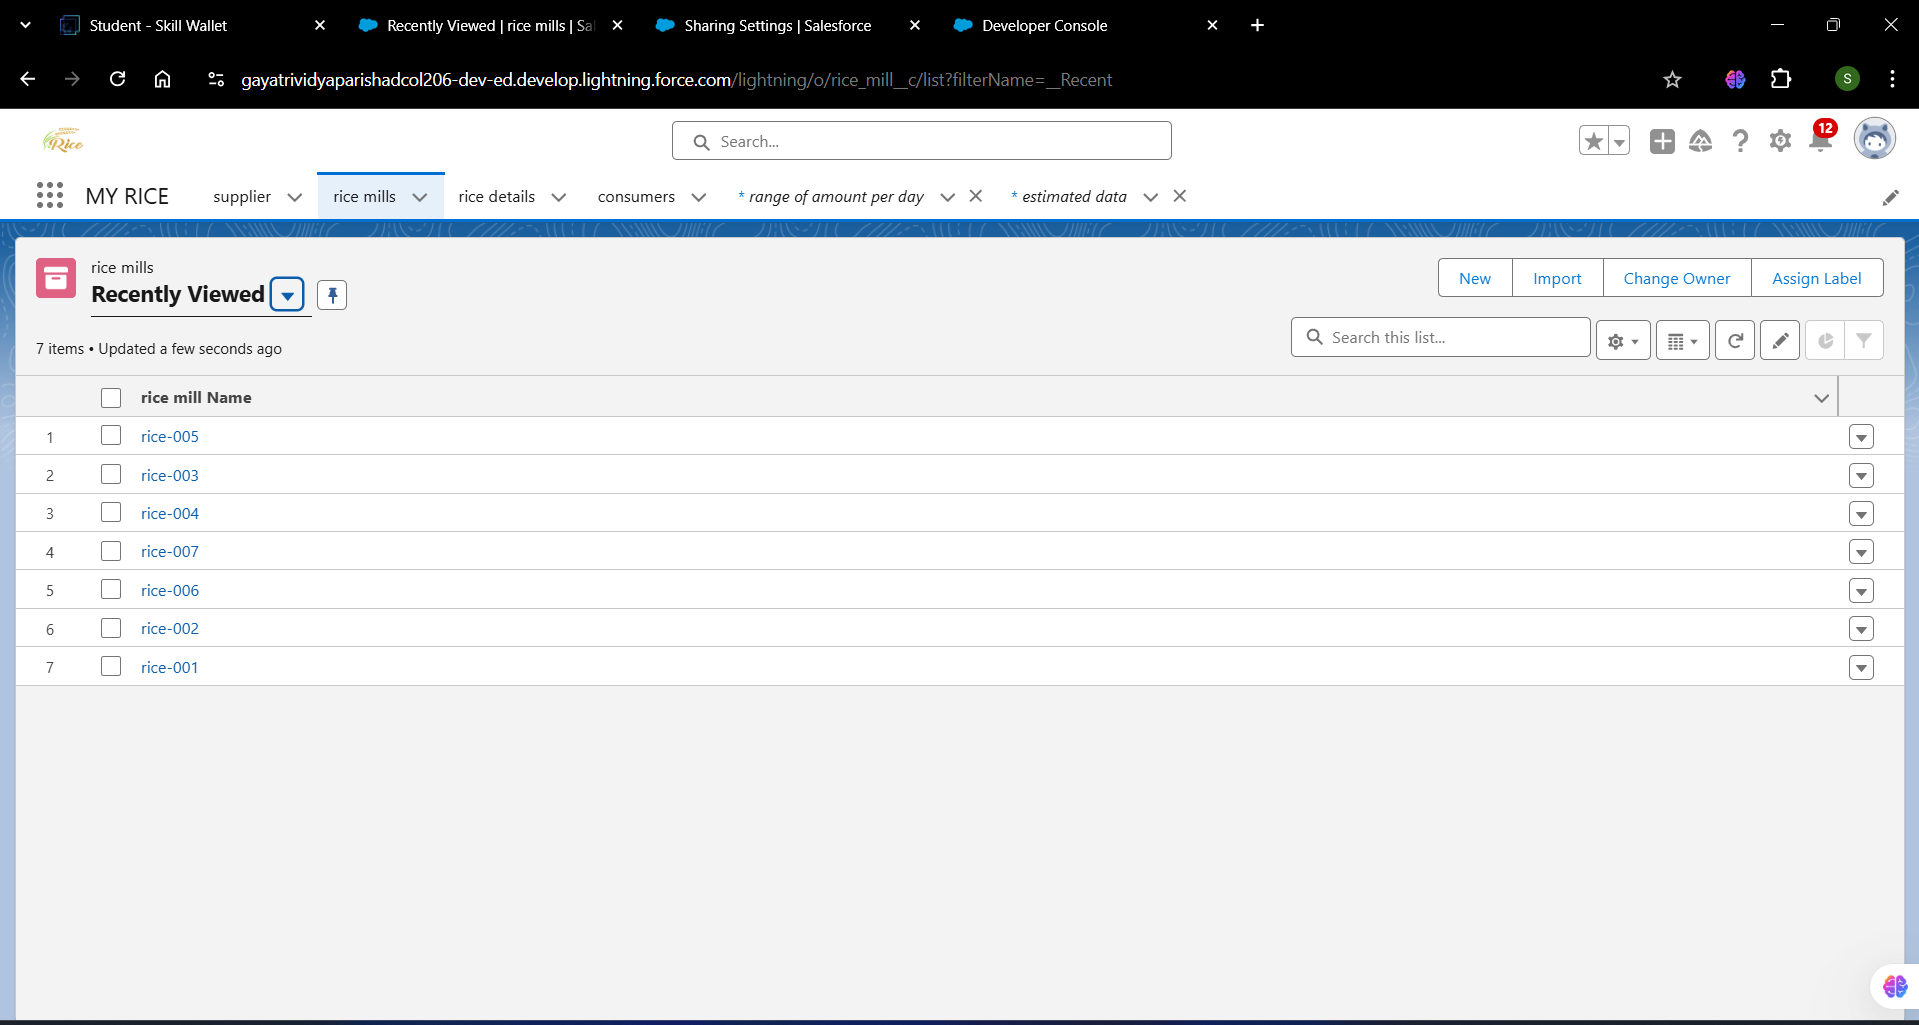 Student - Skill Wallet
Recently Viewed | rice mills | Sal
Sharing Settings | Salesforce
Developer Console
gayatrividyaparishadcol206-dev-ed.develop.lightning.force.com/lightning/o/rice_mill__c/list?filterName=__Recent
S
Rice
Search...
12
MY RICE
supplier
rice mills
rice details
consumers
* range of amount per day
* estimated data
rice mills
Recently Viewed
New
Import
Change Owner
Assign Label
7 items • Updated a few seconds ago
Search this list...
rice mill Name
1 rice-005
2 rice-003
3 rice-004
4 rice-007
5 rice-006
6 rice-002
7 rice-001